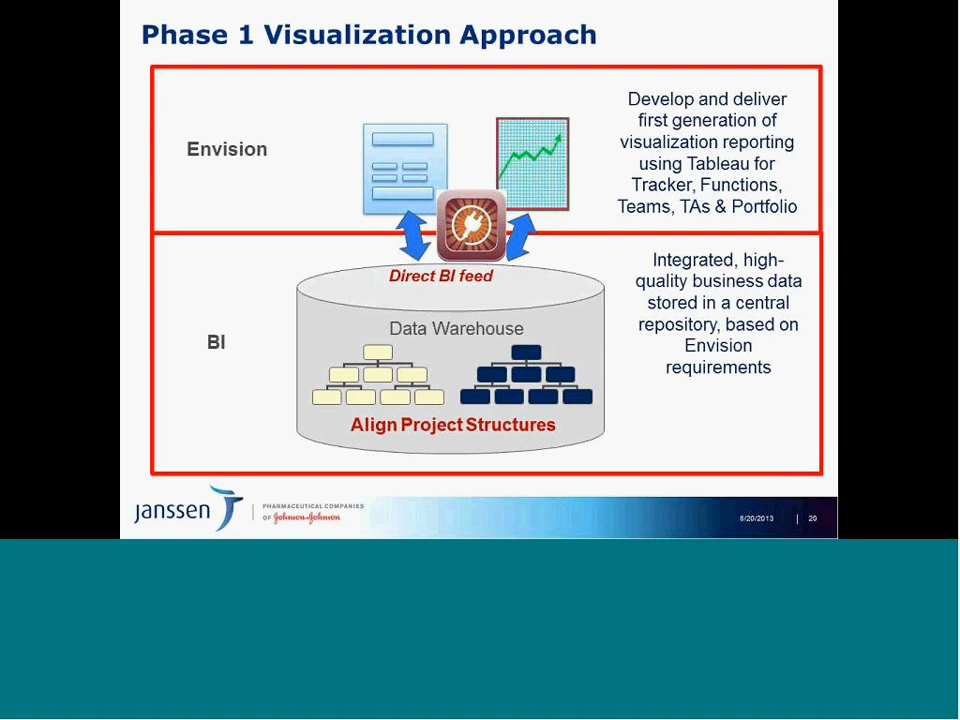 Phase 1 Visualization Approach
Envision
Develop and deliver
first generation of
visualization reporting
using Tableau for
Tracker, Functions,
Teams, TAs & Portfolio
Direct BI feed
Data Warehouse
Align Project Structures
BI
Integrated, high-
quality business data
stored in a central
repository, based on
Envision
requirements
janssen
PHARMACEUTICAL COMPANIES
OF Johnson & Johnson
8/20/2013 | 20